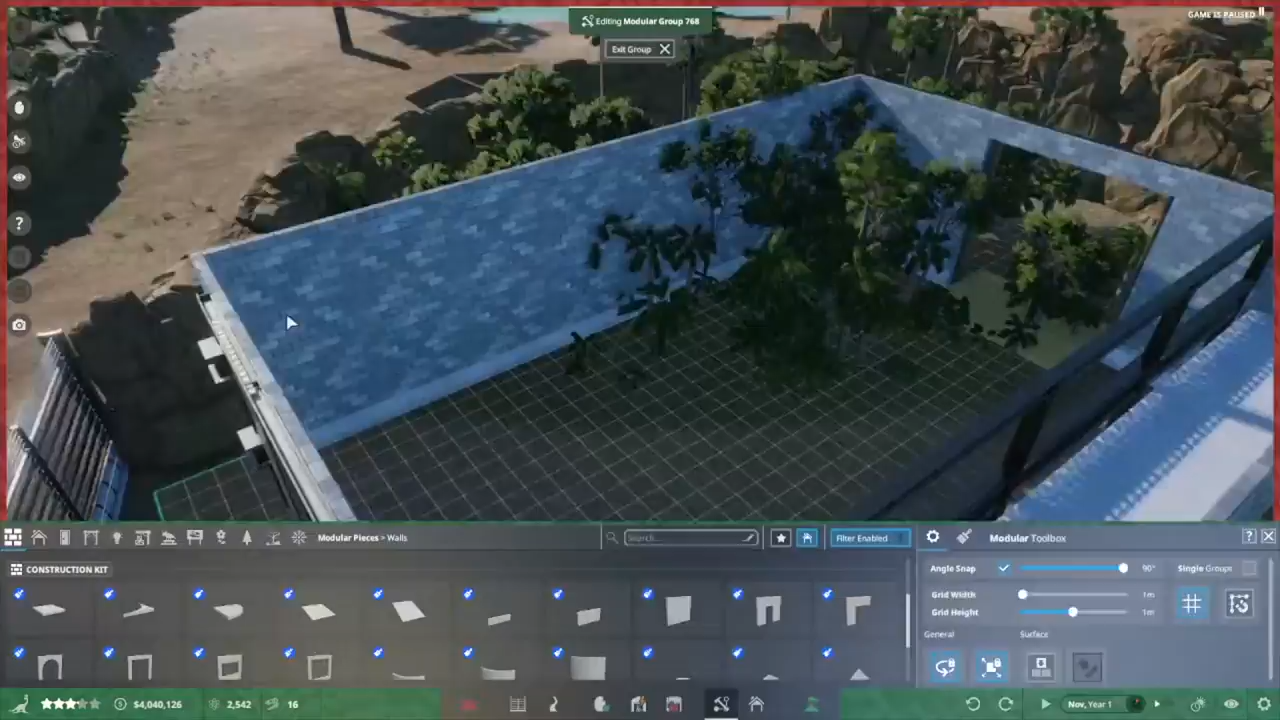 Editing Modular Group 768
GAME IS PAUSED
Exit Group
?
Modular Pieces > Walls
Search...
Filter Enabled
Modular Toolbox
?
CONSTRUCTION KIT
Angle Snap
90°
Single Groups
Grid Width
1m
Grid Height
1m
General
Surface
$4,040,126
2,542
16
Nov, Year 1